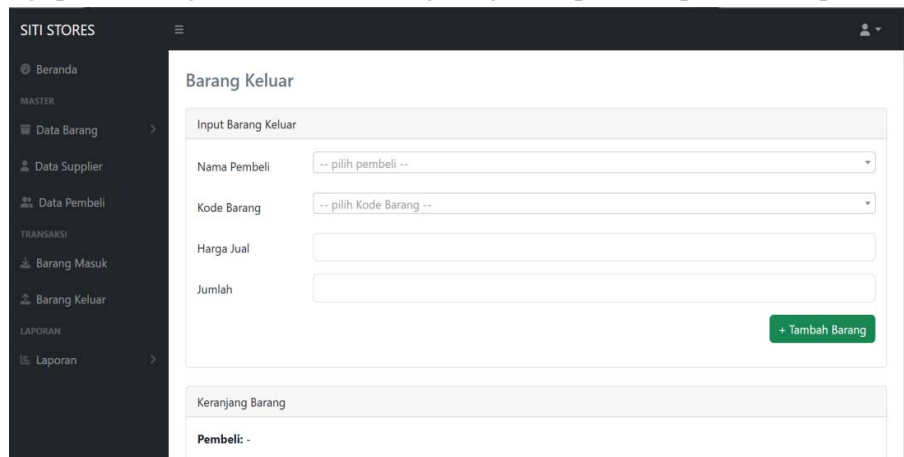 SITI STORES
Beranda
MASTER
Data Barang
Data Supplier
Data Pembeli
TRANSAKSI
Barang Masuk
Barang Keluar
LAPORAN
Laporan
Barang Keluar
Input Barang Keluar
Nama Pembeli -- pilih pembeli --
Kode Barang -- pilih Kode Barang --
Harga Jual
Jumlah
+ Tambah Barang
Keranjang Barang
Pembeli: -